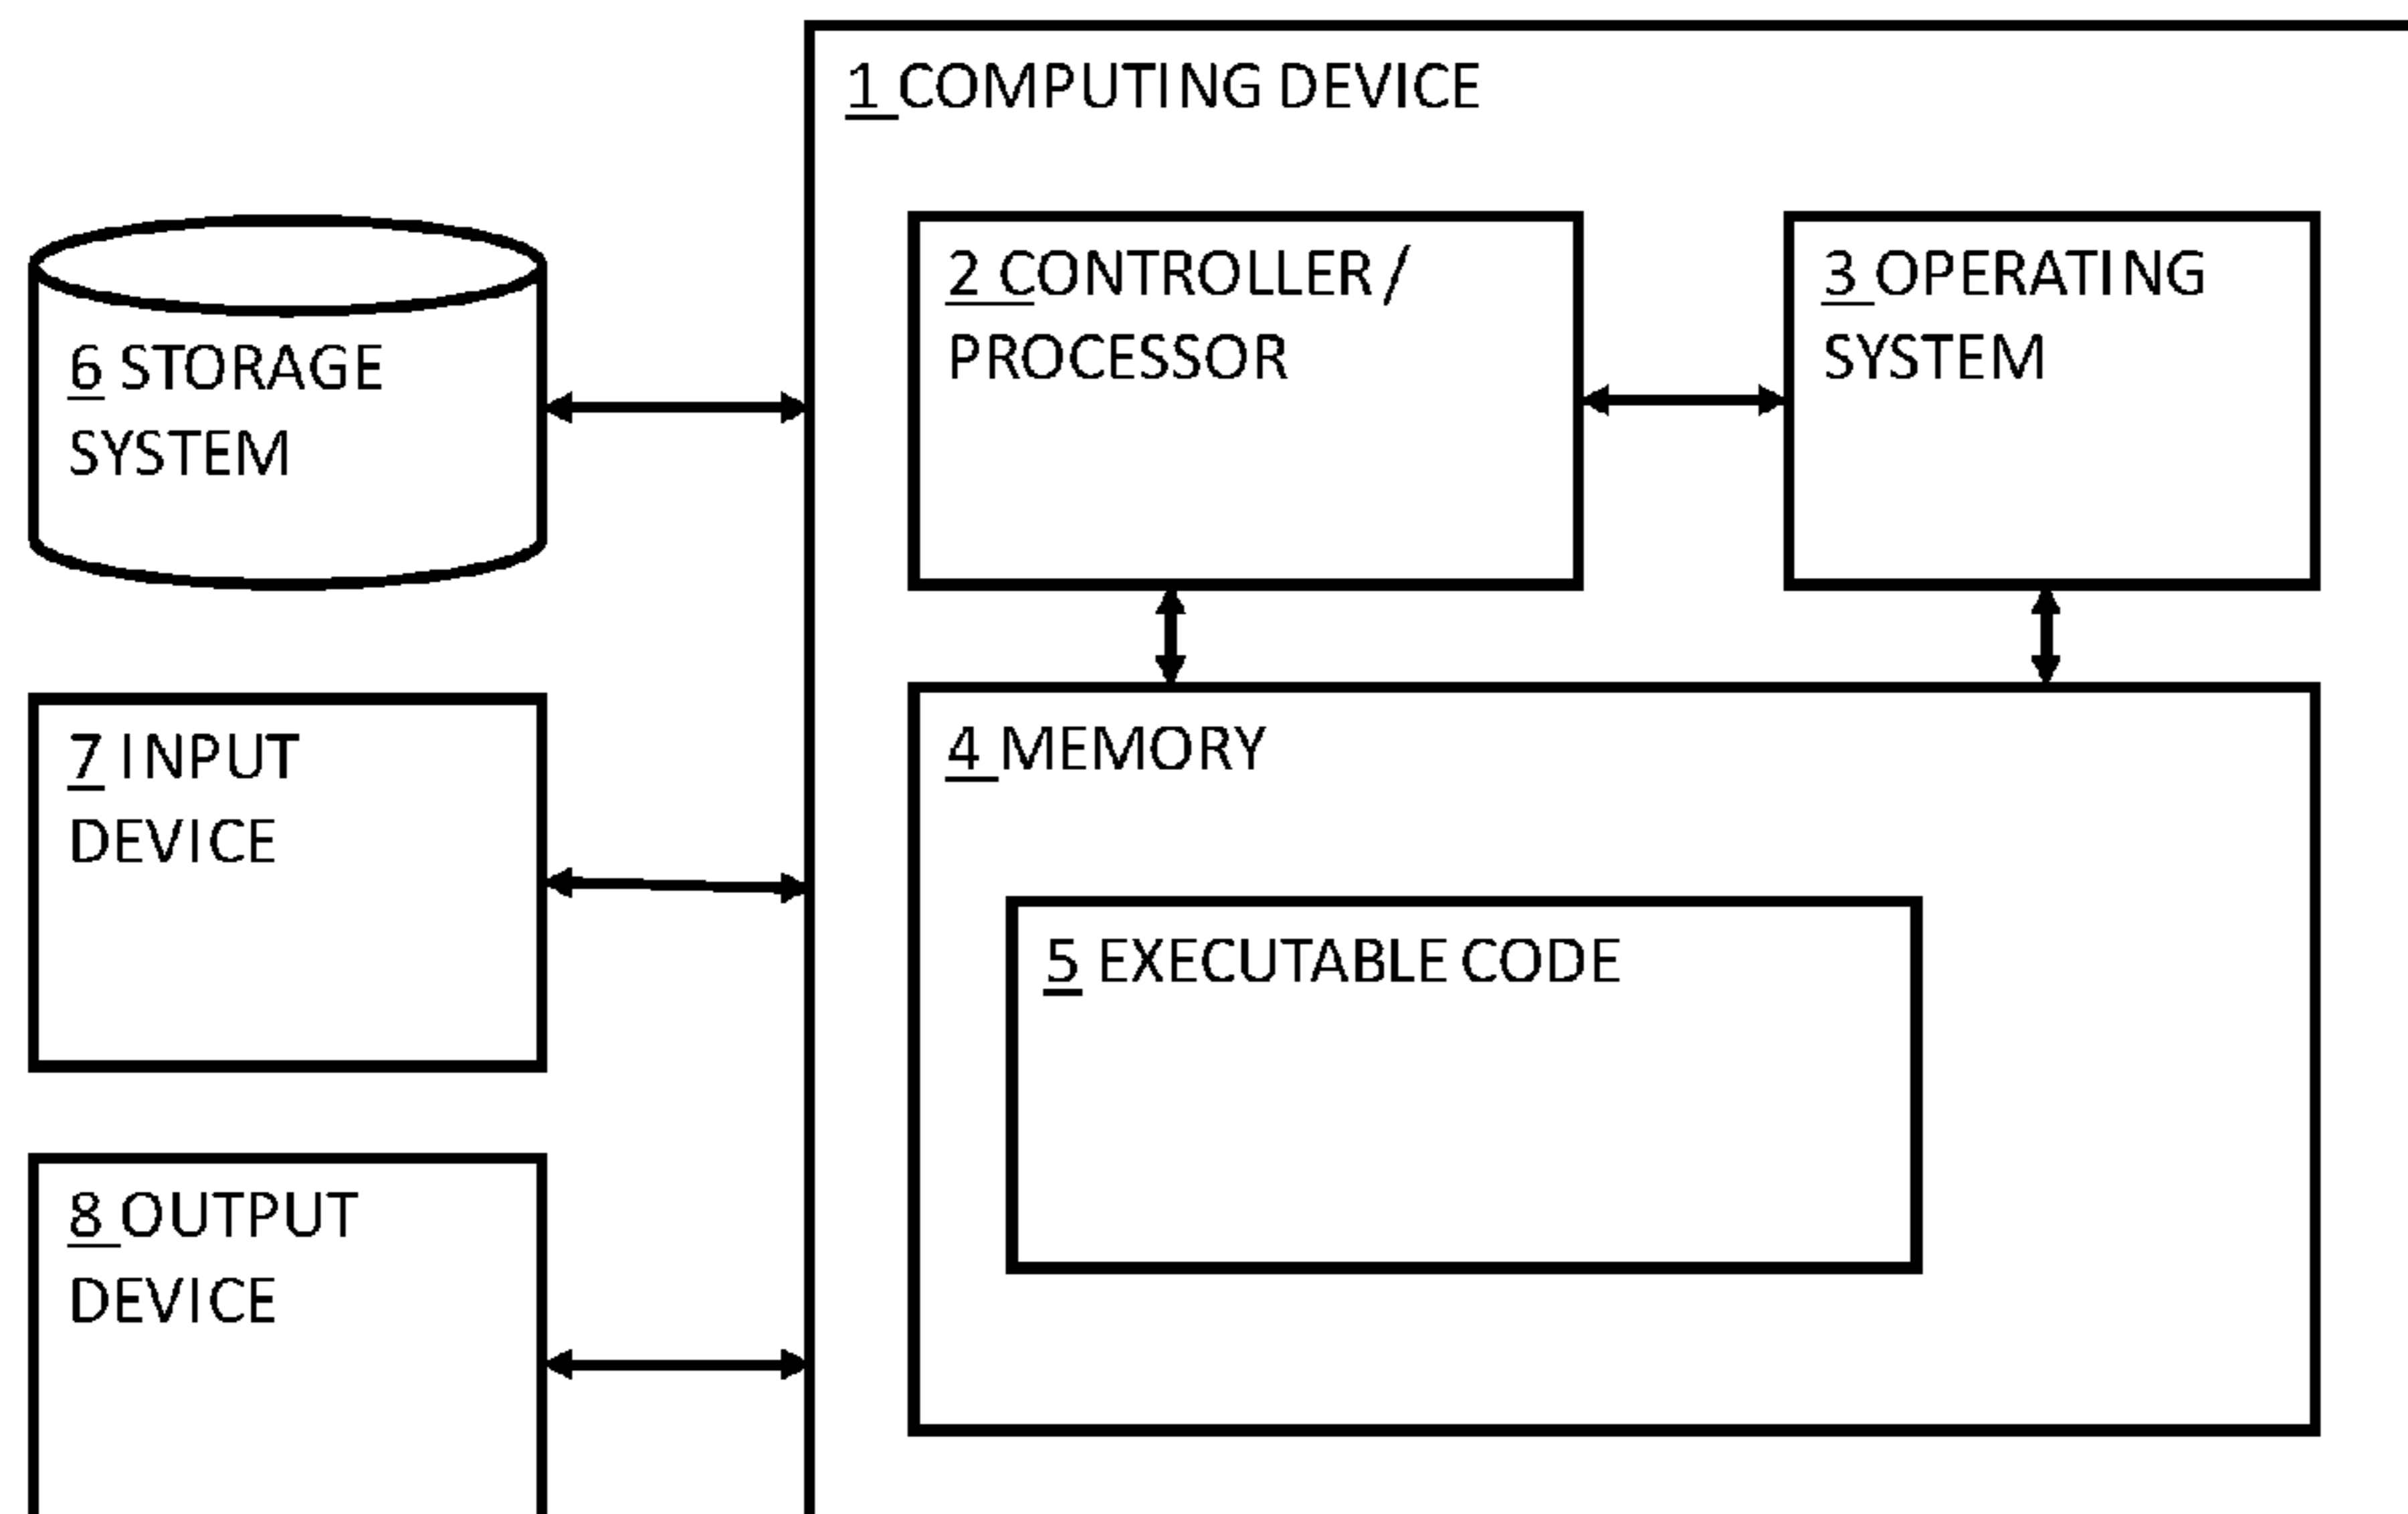 1 COMPUTING DEVICE
2 CONTROLLER/
PROCESSOR
3 OPERATING
SYSTEM
6 STORAGE
SYSTEM
4 MEMORY
7 INPUT
DEVICE
5 EXECUTABLE CODE
8 OUTPUT
DEVICE